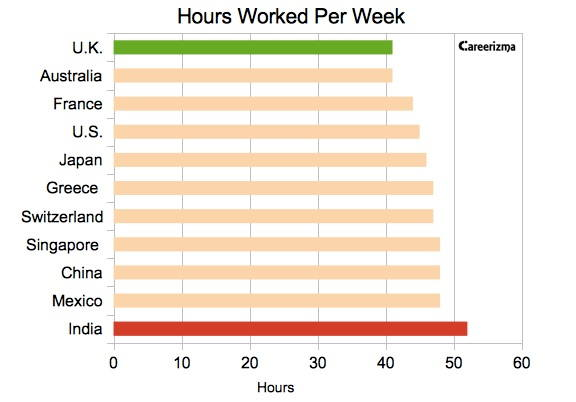 Hours Worked Per Week
U.K.
Careerizma
Australia
France
U.S.
Japan
Greece
Switzerland
Singapore
China
Mexico
India
0 10 20 30 40 50 60
Hours